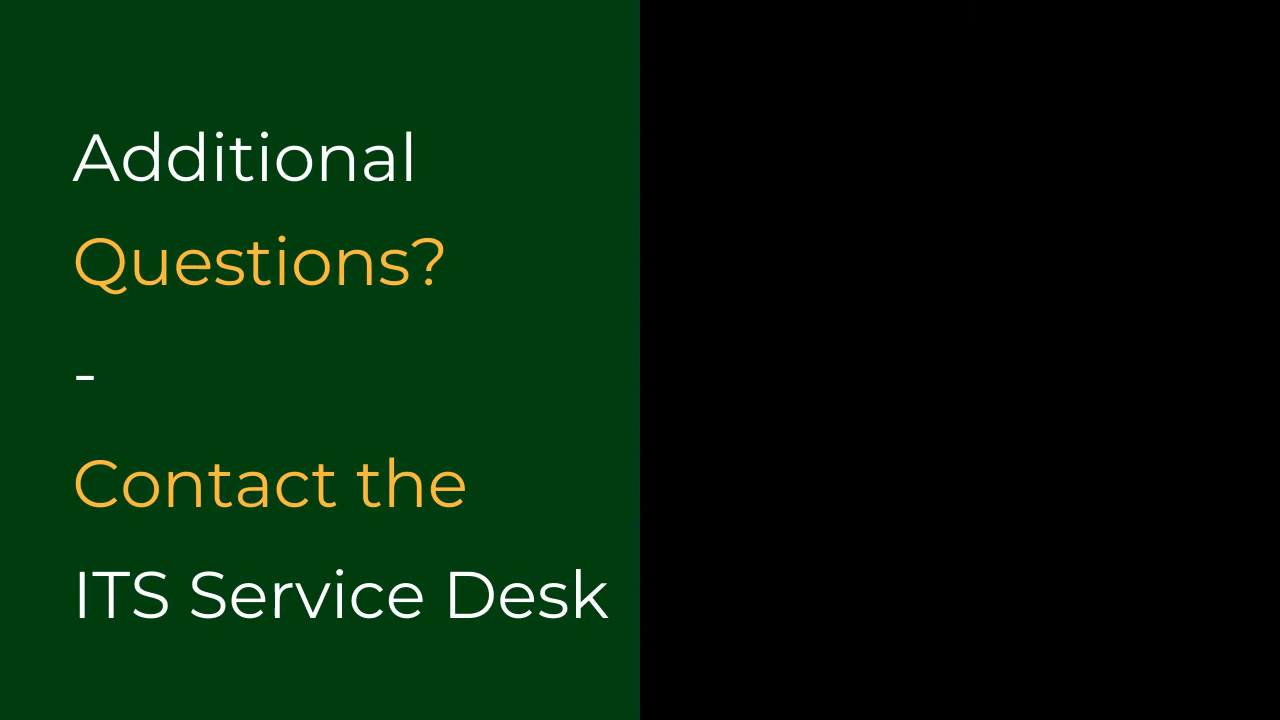 Additional
Questions?
-
Contact the
ITS Service Desk